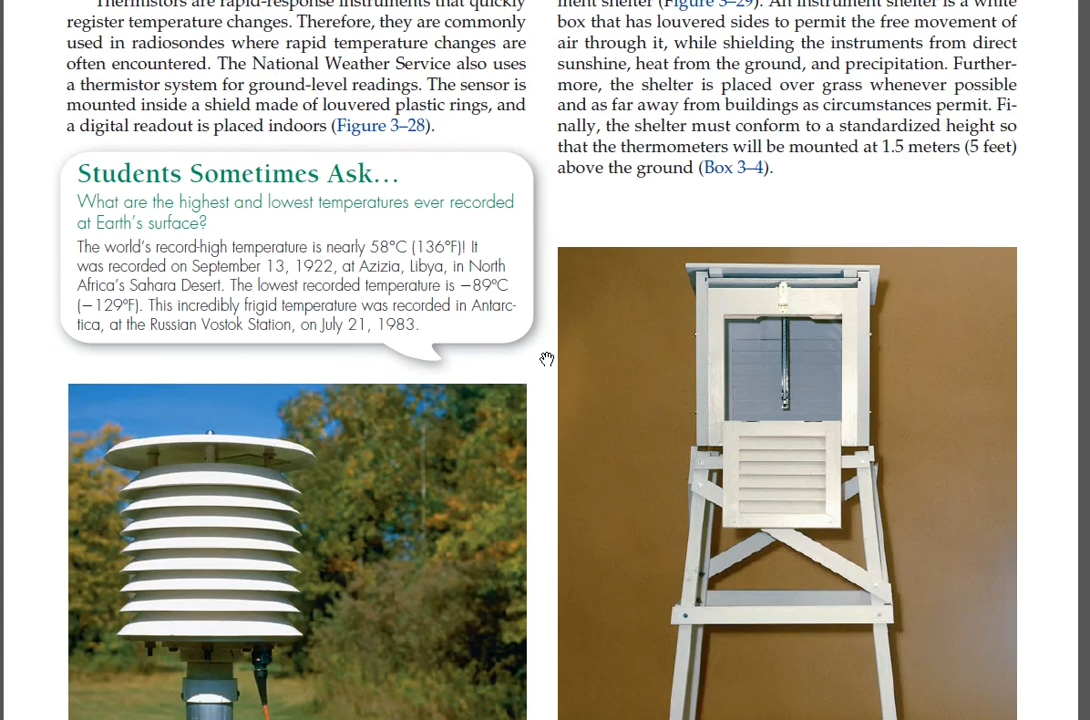 Thermistors are rapid-response instruments that quickly
register temperature changes. Therefore, they are commonly
used in radiosondes where rapid temperature changes are
often encountered. The National Weather Service also uses
a thermistor system for ground-level readings. The sensor is
mounted inside a shield made of louvered plastic rings, and
a digital readout is placed indoors (Figure 3–28).
Students Sometimes Ask…
What are the highest and lowest temperatures ever recorded
at Earth's surface?
The world's record-high temperature is nearly 58°C (136°F)! It
was recorded on September 13, 1922, at Azizia, Libya, in North
Africa's Sahara Desert. The lowest recorded temperature is −89°C
(−129°F). This incredibly frigid temperature was recorded in Antarc-
tica, at the Russian Vostok Station, on July 21, 1983.
ment shelter (Figure 3–29). An instrument shelter is a white
box that has louvered sides to permit the free movement of
air through it, while shielding the instruments from direct
sunshine, heat from the ground, and precipitation. Further-
more, the shelter is placed over grass whenever possible
and as far away from buildings as circumstances permit. Fi-
nally, the shelter must conform to a standardized height so
that the thermometers will be mounted at 1.5 meters (5 feet)
above the ground (Box 3–4).